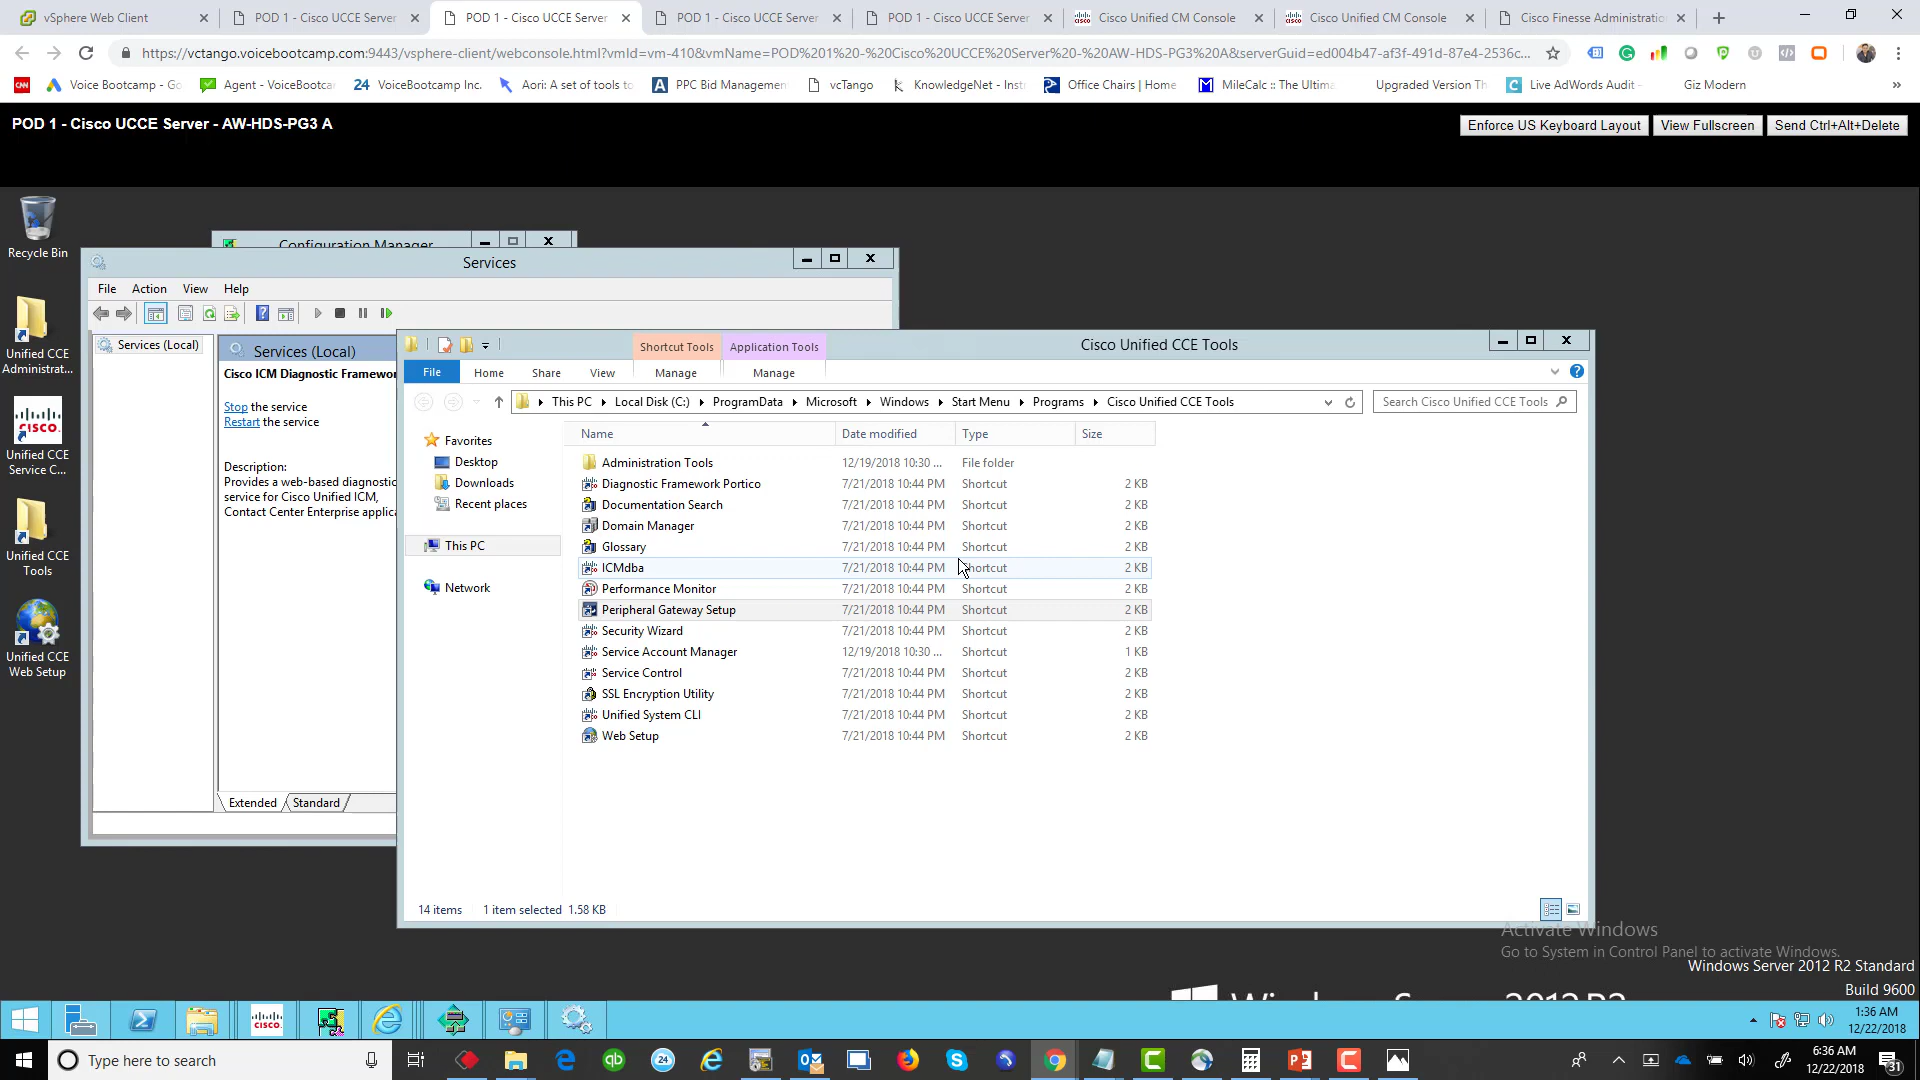 vSphere Web Client
POD 1 - Cisco UCCE Server
POD 1 - Cisco UCCE Server
POD 1 - Cisco UCCE Server
POD 1 - Cisco UCCE Server
Cisco Unified CM Console
Cisco Unified CM Console
Cisco Finesse Administratio
https://vctango.voicebootcamp.com:9443/vsphere-client/webconsole.html?vmId=vm-410&vmName=POD%201%20-%20Cisco%20UCCE%20Server%20-%20AW-HDS-PG3%20A&serverGuid=ed004b47-af3f-491d-87e4-2536c...
CNN
Voice Bootcamp - Go
Agent - VoiceBootca
24 VoiceBootcamp Inc.
Aori: A set of tools to
PPC Bid Managemen
vcTango
KnowledgeNet - Inst
Office Chairs | Home
MileCalc :: The Ultima
Upgraded Version Th
Live AdWords Audit -
Giz Modern
POD 1 - Cisco UCCE Server - AW-HDS-PG3 A
Enforce US Keyboard Layout
View Fullscreen
Send Ctrl+Alt+Delete
Recycle Bin
Unified CCE
Administrat...
CISCO.
Unified CCE
Service C...
Unified CCE
Tools
Unified CCE
Web Setup
Configuration Manager
Services
File Action View Help
Services (Local)
Services (Local)
Cisco ICM Diagnostic Framewor
Stop the service
Restart the service
Description:
Provides a web-based diagnostic
service for Cisco Unified ICM,
Contact Center Enterprise applica
Extended
Standard
Shortcut Tools
Application Tools
Cisco Unified CCE Tools
File
Home
Share
View
Manage
Manage
This PC
Local Disk (C:)
ProgramData
Microsoft
Windows
Start Menu
Programs
Cisco Unified CCE Tools
Search Cisco Unified CCE Tools
Favorites
Desktop
Downloads
Recent places
This PC
Network
Name Date modified Type Size
Administration Tools 12/19/2018 10:30 ... File folder
Diagnostic Framework Portico 7/21/2018 10:44 PM Shortcut 2 KB
Documentation Search 7/21/2018 10:44 PM Shortcut 2 KB
Domain Manager 7/21/2018 10:44 PM Shortcut 2 KB
Glossary 7/21/2018 10:44 PM Shortcut 2 KB
ICMdba 7/21/2018 10:44 PM Shortcut 2 KB
Performance Monitor 7/21/2018 10:44 PM Shortcut 2 KB
Peripheral Gateway Setup 7/21/2018 10:44 PM Shortcut 2 KB
Security Wizard 7/21/2018 10:44 PM Shortcut 2 KB
Service Account Manager 12/19/2018 10:30 ... Shortcut 1 KB
Service Control 7/21/2018 10:44 PM Shortcut 2 KB
SSL Encryption Utility 7/21/2018 10:44 PM Shortcut 2 KB
Unified System CLI 7/21/2018 10:44 PM Shortcut 2 KB
Web Setup 7/21/2018 10:44 PM Shortcut 2 KB
14 items 1 item selected 1.58 KB
Activate Windows
Go to System in Control Panel to activate Windows.
Windows Server 2012 R2 Standard
Build 9600
CISCO.
1:36 AM
12/22/2018
Type here to search
24
6:36 AM
12/22/2018
31